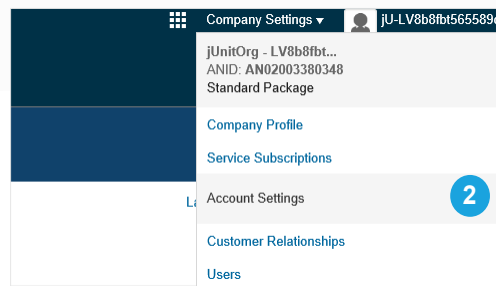 Company Settings ▾ jU-LV8b8fbt565589
jUnitOrg - LV8b8fbt...
ANID: AN02003380348
Standard Package
Company Profile
Service Subscriptions
Account Settings
2
Customer Relationships
Users